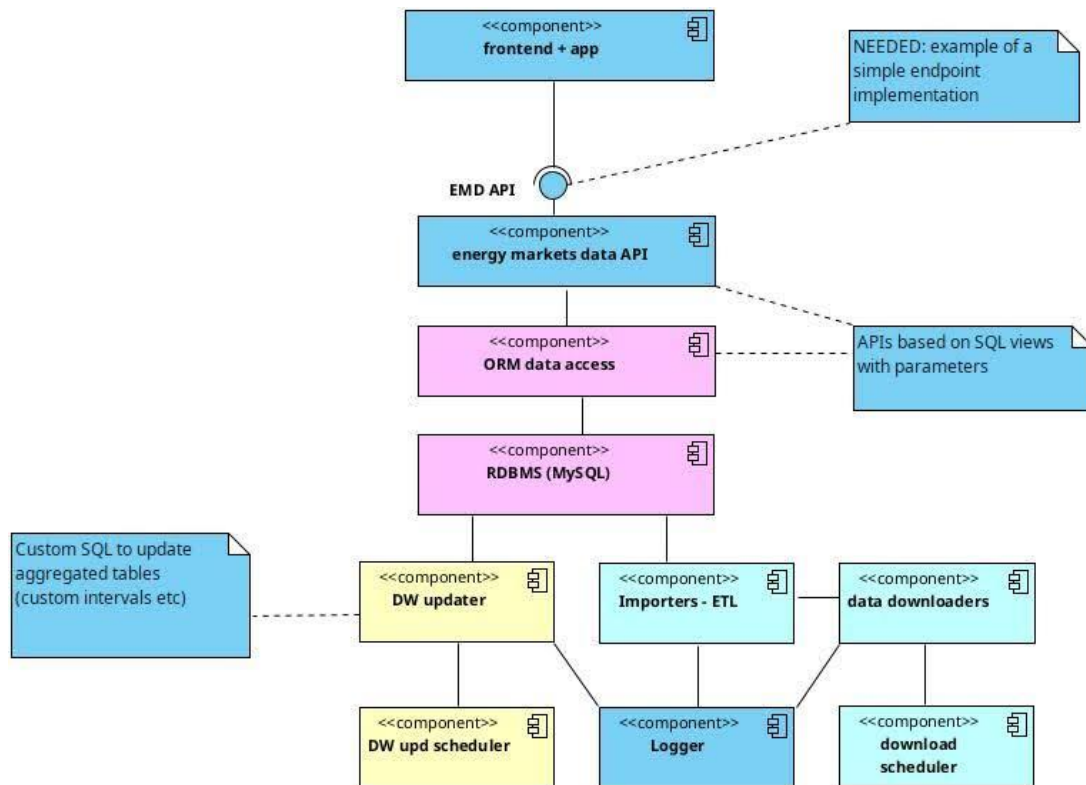 <<component>>
frontend + app
NEEDED: example of a
simple endpoint
implementation
EMD API
<<component>>
energy markets data API
<<component>>
ORM data access
APIs based on SQL views
with parameters
<<component>>
RDBMS (MySQL)
Custom SQL to update
aggregated tables
(custom intervals etc)
<<component>>
DW updater
<<component>>
Importers - ETL
<<component>>
data downloaders
<<component>>
DW upd scheduler
<<component>>
Logger
<<component>>
download
scheduler